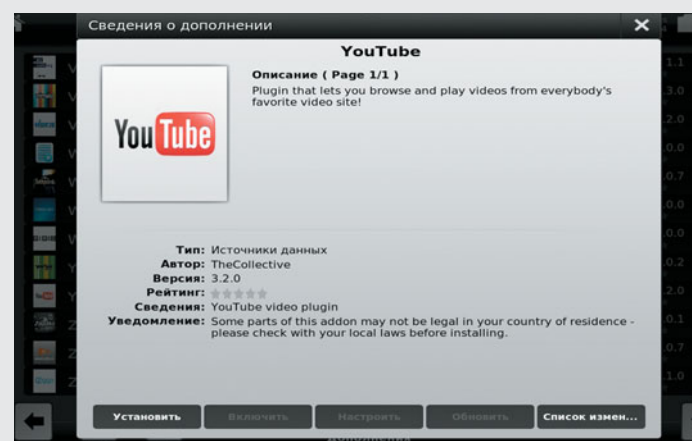 Сведения о дополнении
YouTube
You Tube
Описание ( Page 1/1 )
Plugin that lets you browse and play videos from everybody's
favorite video site!
Тип: Источники данных
Автор: TheCollective
Версия: 3.2.0
Рейтинг:
Сведения: YouTube video plugin
Уведомление: Some parts of this addon may not be legal in your country of residence -
please check with your local laws before installing.
Установить Включить Настроить Обновить Список измен...